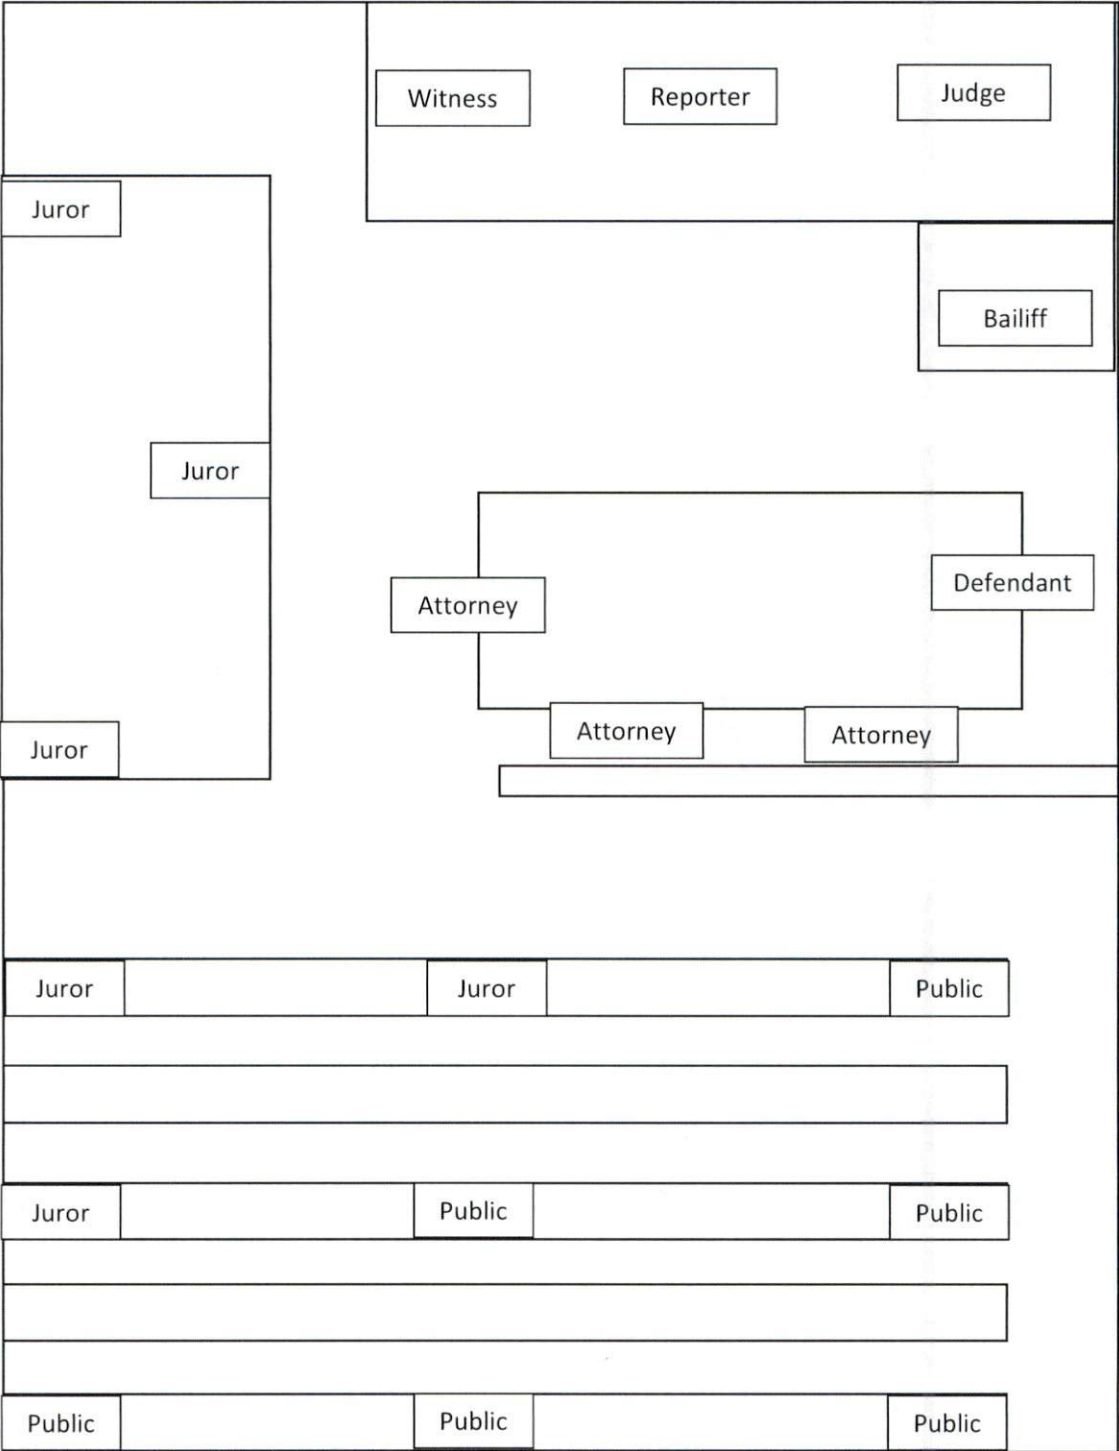 Witness
Reporter
Judge
Juror
Bailiff
Juror
Attorney
Defendant
Juror
Attorney
Attorney
Juror
Juror
Public
Juror
Public
Public
Public
Public
Public